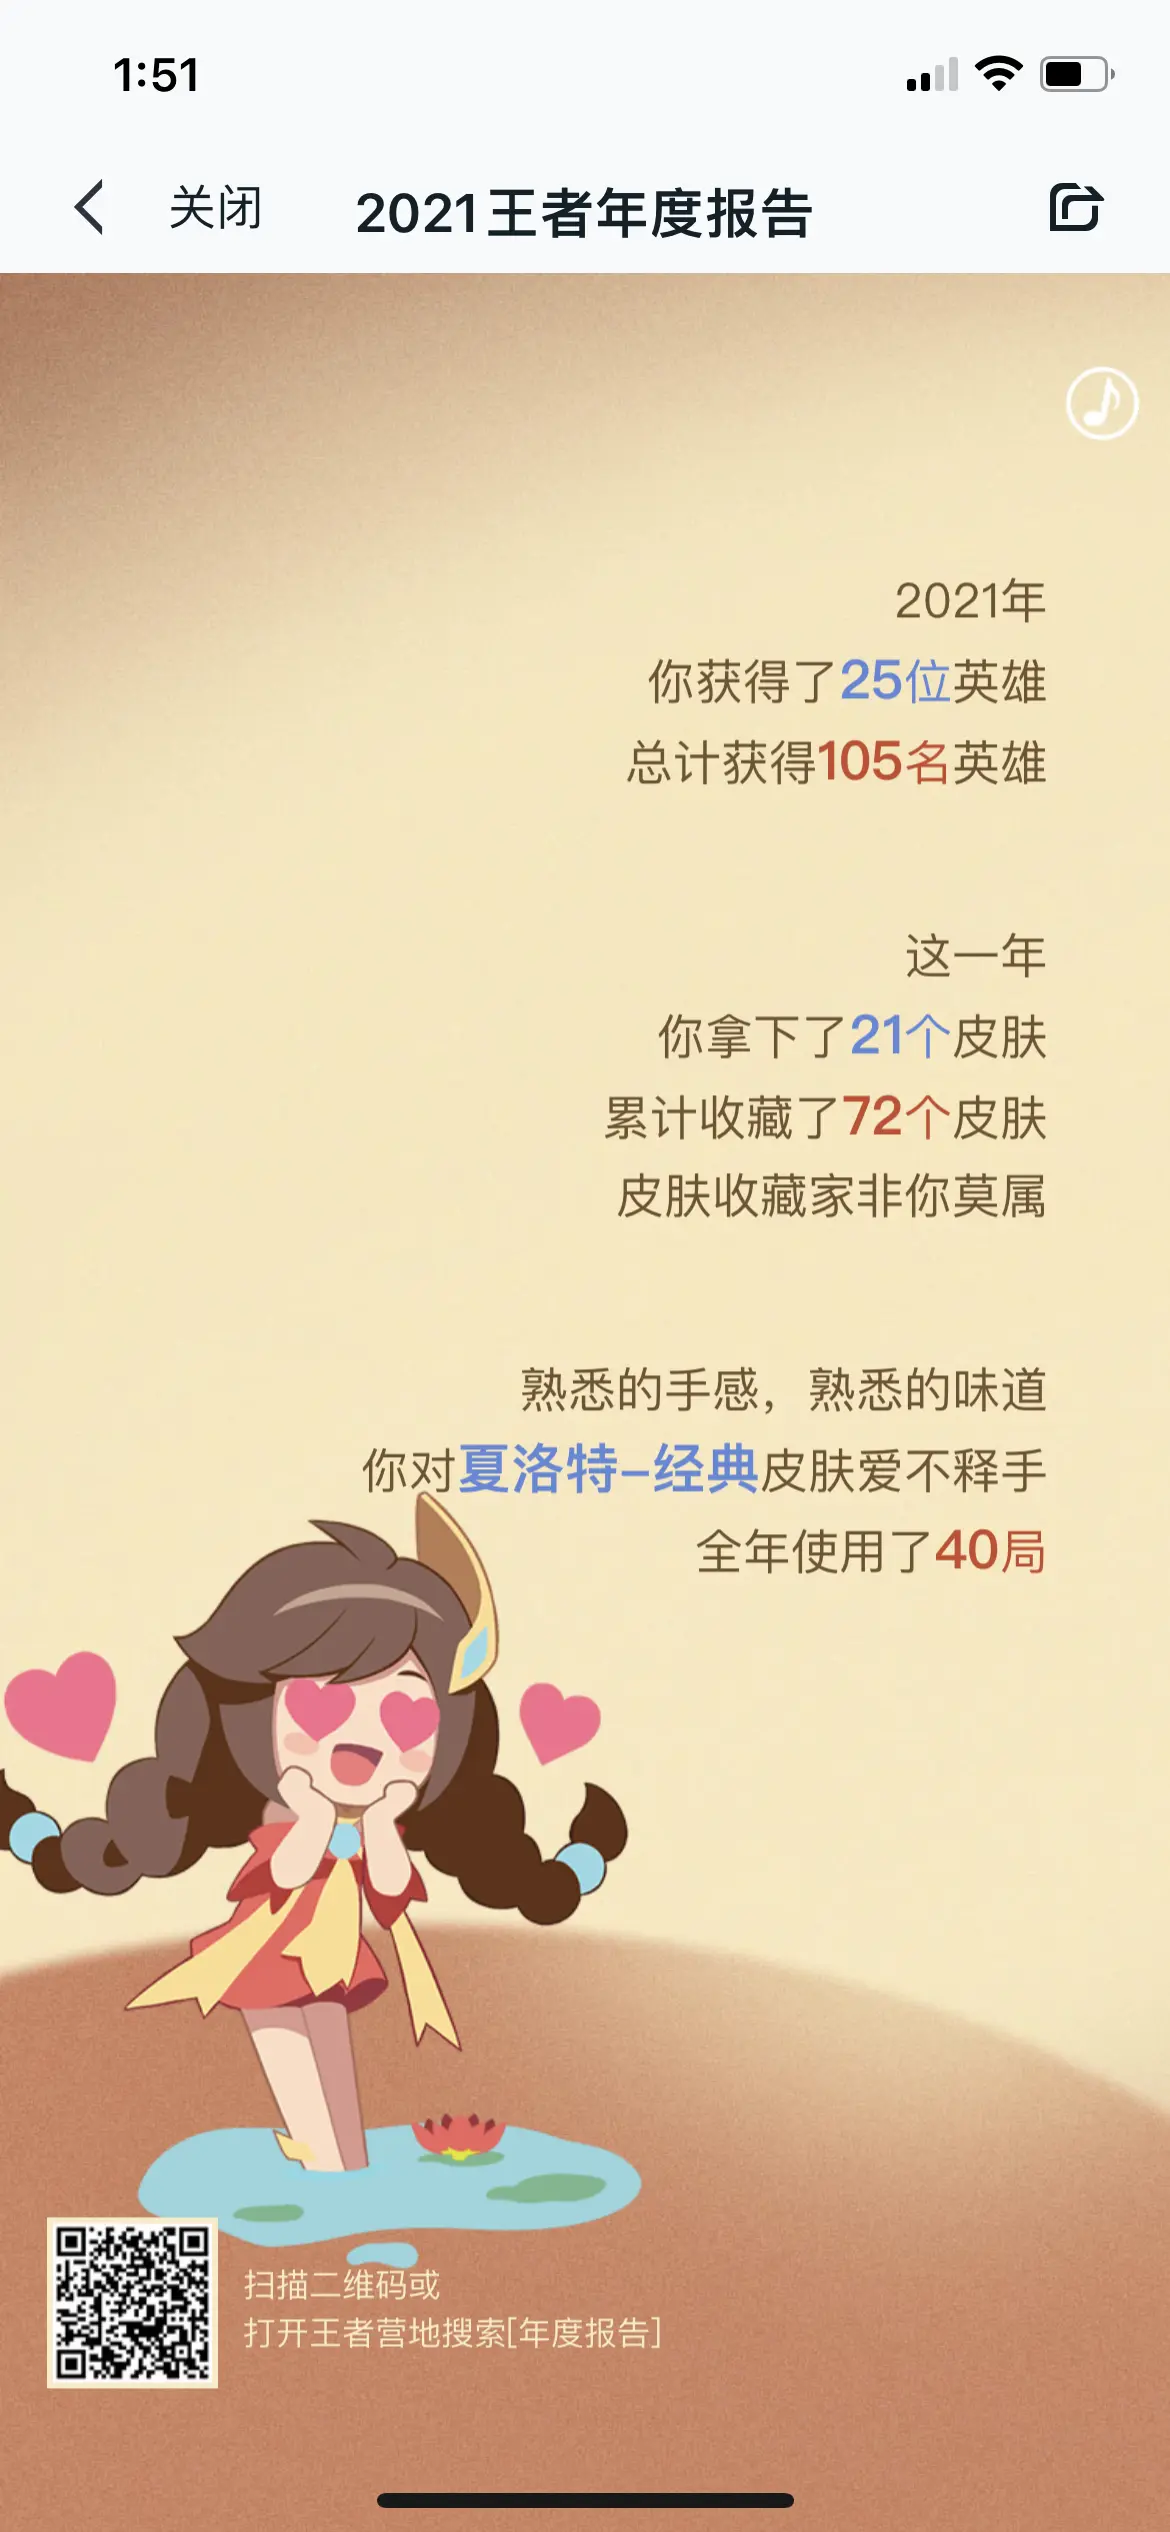 1:51
关闭
2021王者年度报告
2021年
你获得了25位英雄
总计获得105名英雄
这一年
你拿下了21个皮肤
累计收藏了72个皮肤
皮肤收藏家非你莫属
熟悉的手感，熟悉的味道
你对夏洛特-经典皮肤爱不释手
全年使用了40局
扫描二维码或
打开王者营地搜索[年度报告]